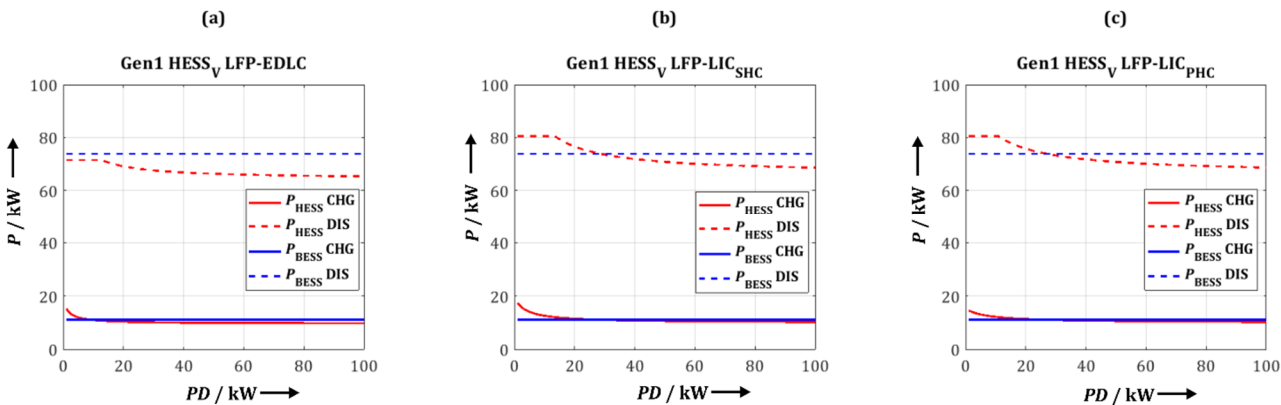 (a)
Gen1 HESSV LFP-EDLC
100
80
60
40
20
0
P / kW
PHESS CHG
PHESS DIS
PBESS CHG
PBESS DIS
0 20 40 60 80 100
PD / kW
(b)
Gen1 HESSV LFP-LICSHC
100
80
60
40
20
0
P / kW
PHESS CHG
PHESS DIS
PBESS CHG
PBESS DIS
0 20 40 60 80 100
PD / kW
(c)
Gen1 HESSV LFP-LICPHC
100
80
60
40
20
0
P / kW
PHESS CHG
PHESS DIS
PBESS CHG
PBESS DIS
0 20 40 60 80 100
PD / kW